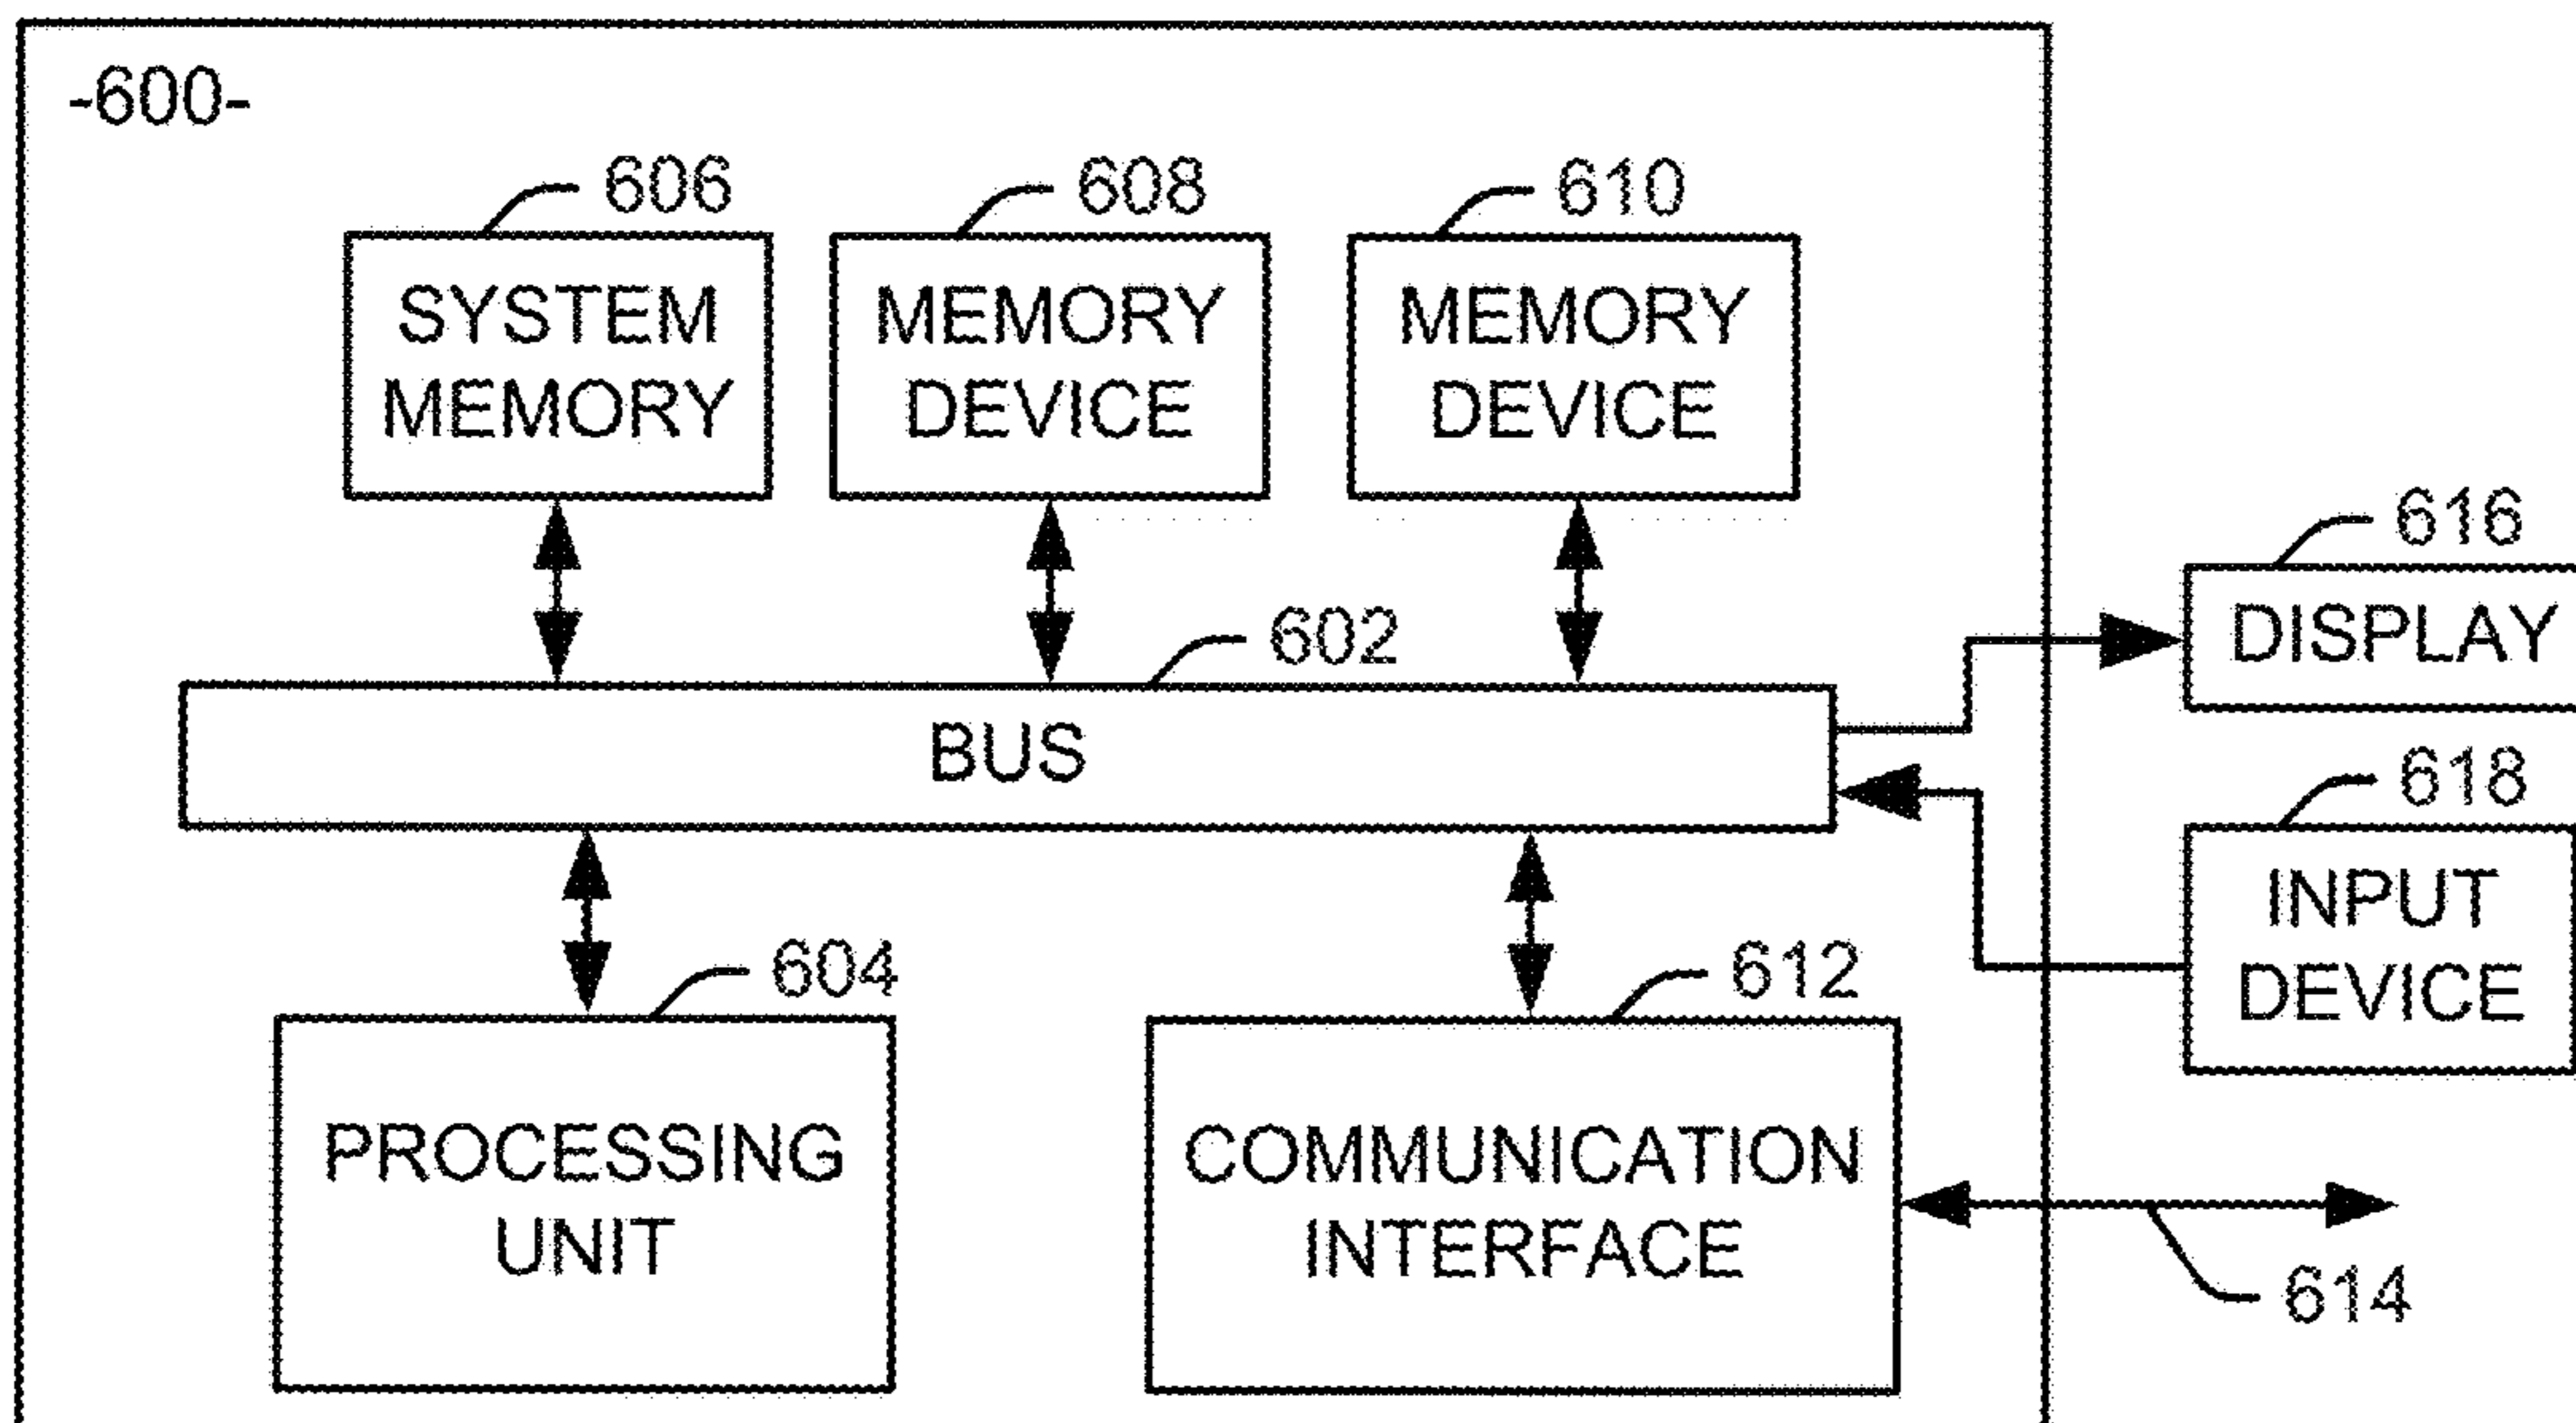 -600-
606
608
610
SYSTEM
MEMORY
MEMORY
DEVICE
MEMORY
DEVICE
616
DISPLAY
602
BUS
618
INPUT
DEVICE
604
612
PROCESSING
UNIT
COMMUNICATION
INTERFACE
614